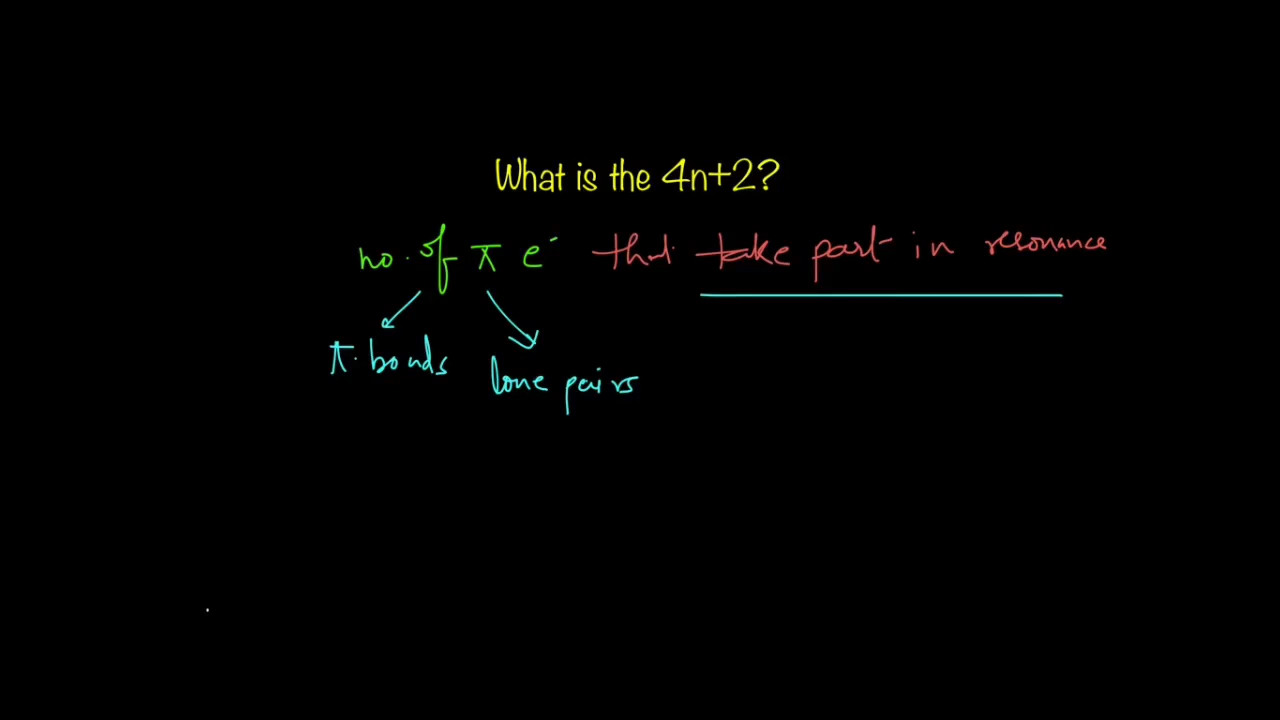 What is the 4n+2?
no. of π e⁻ that take part in resonance
π bonds lone pairs